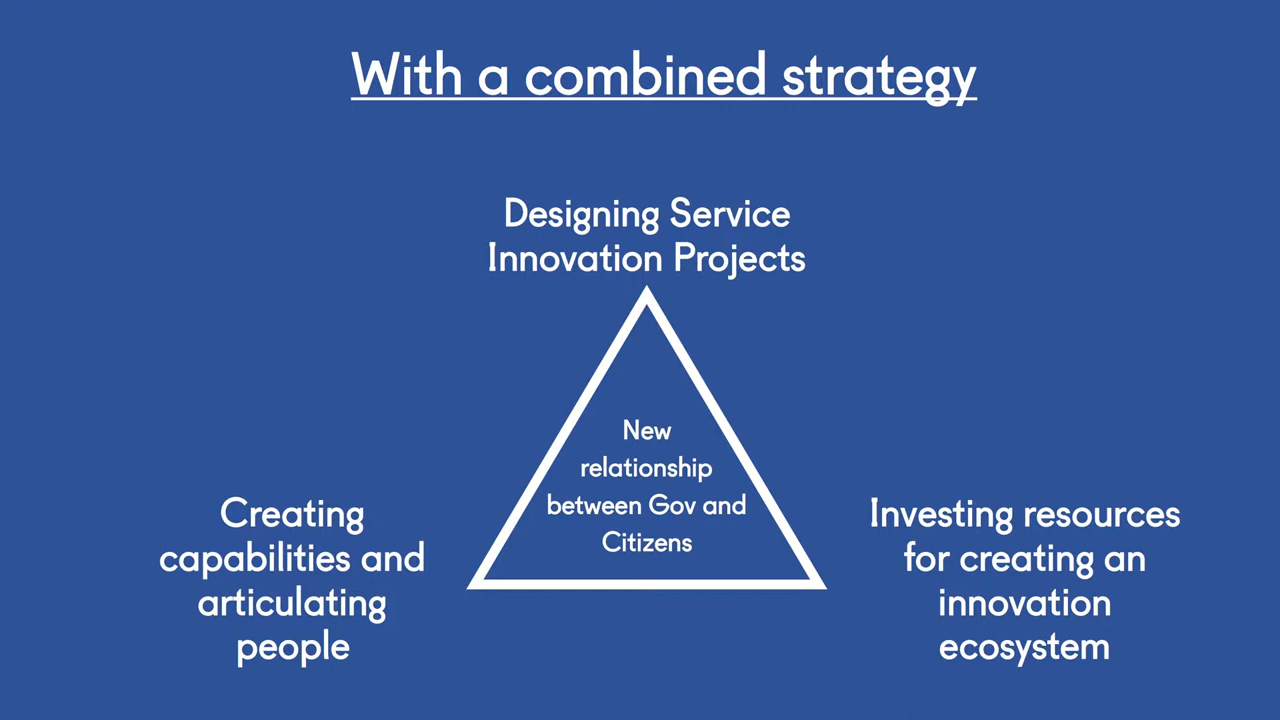 With a combined strategy
Designing Service
Innovation Projects
New
relationship
between Gov and
Citizens
Creating
capabilities and
articulating
people
Investing resources
for creating an
innovation
ecosystem